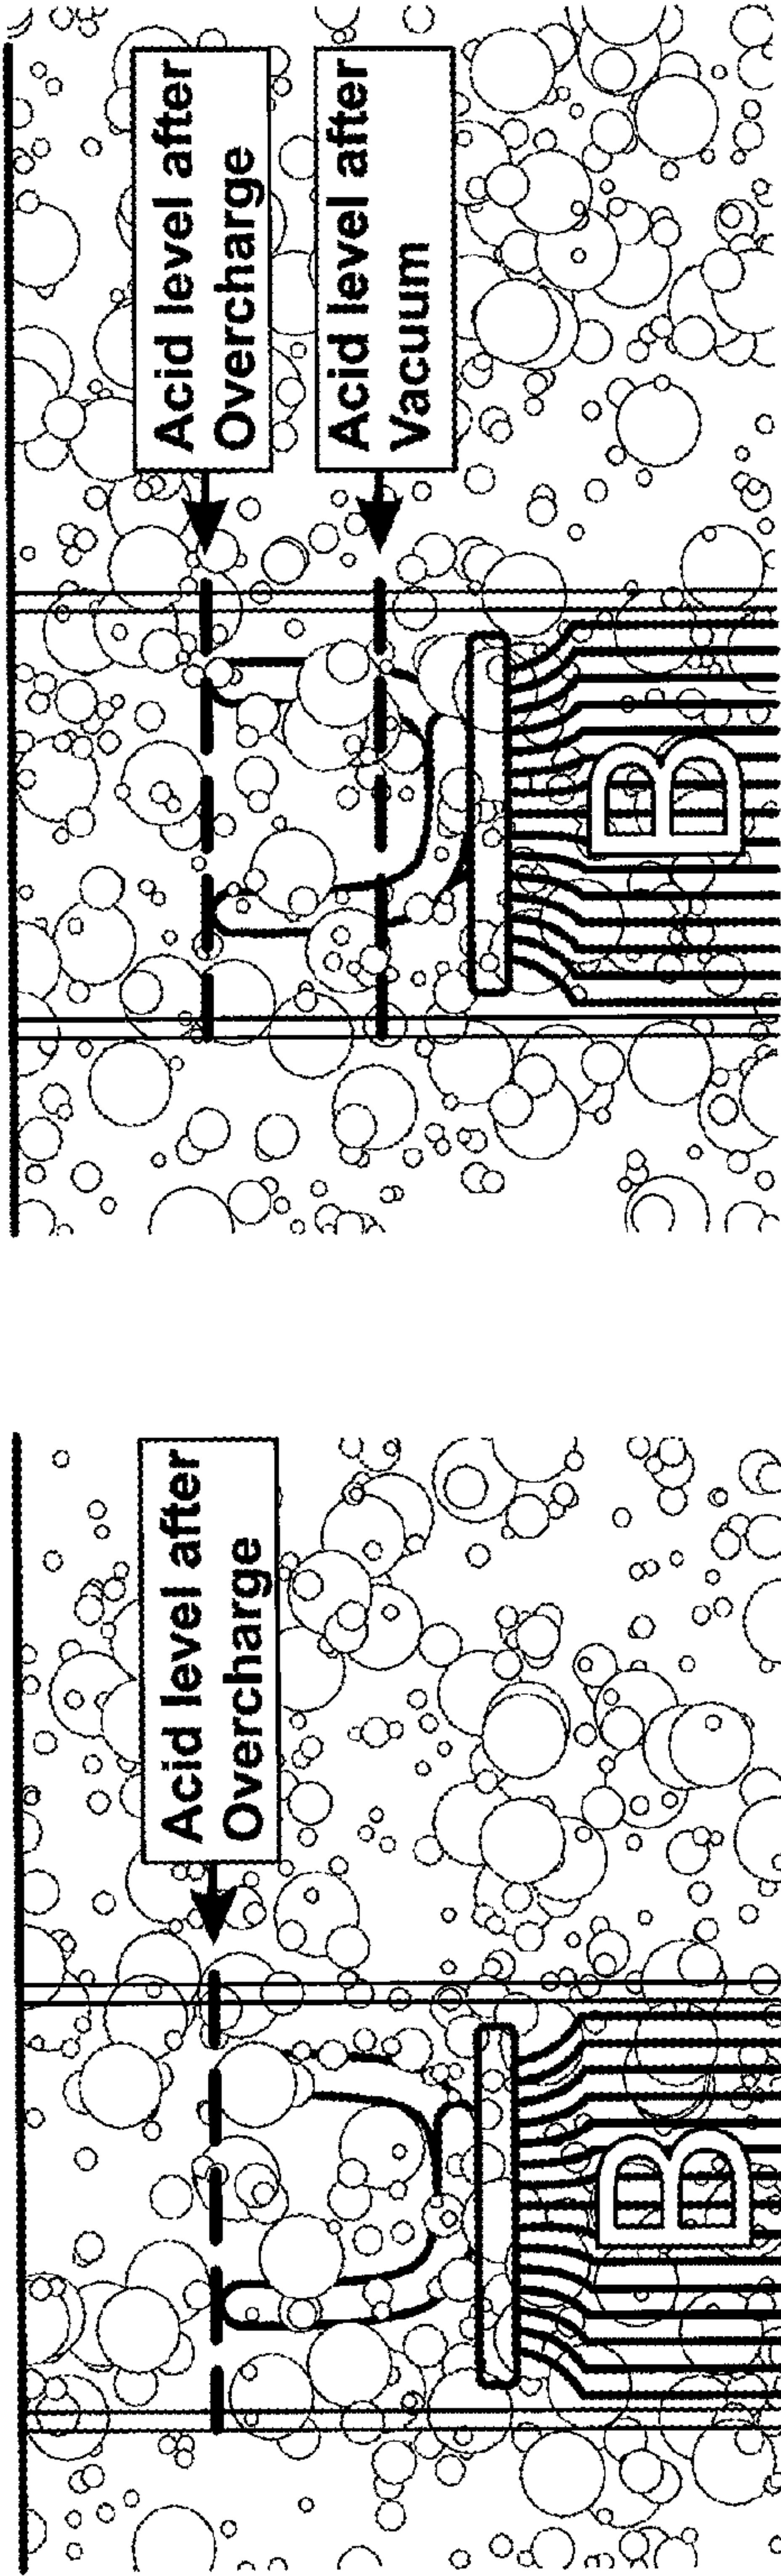 Acid level after
Overcharge
B
Acid level after
Overcharge
Acid level after
Vacuum
B